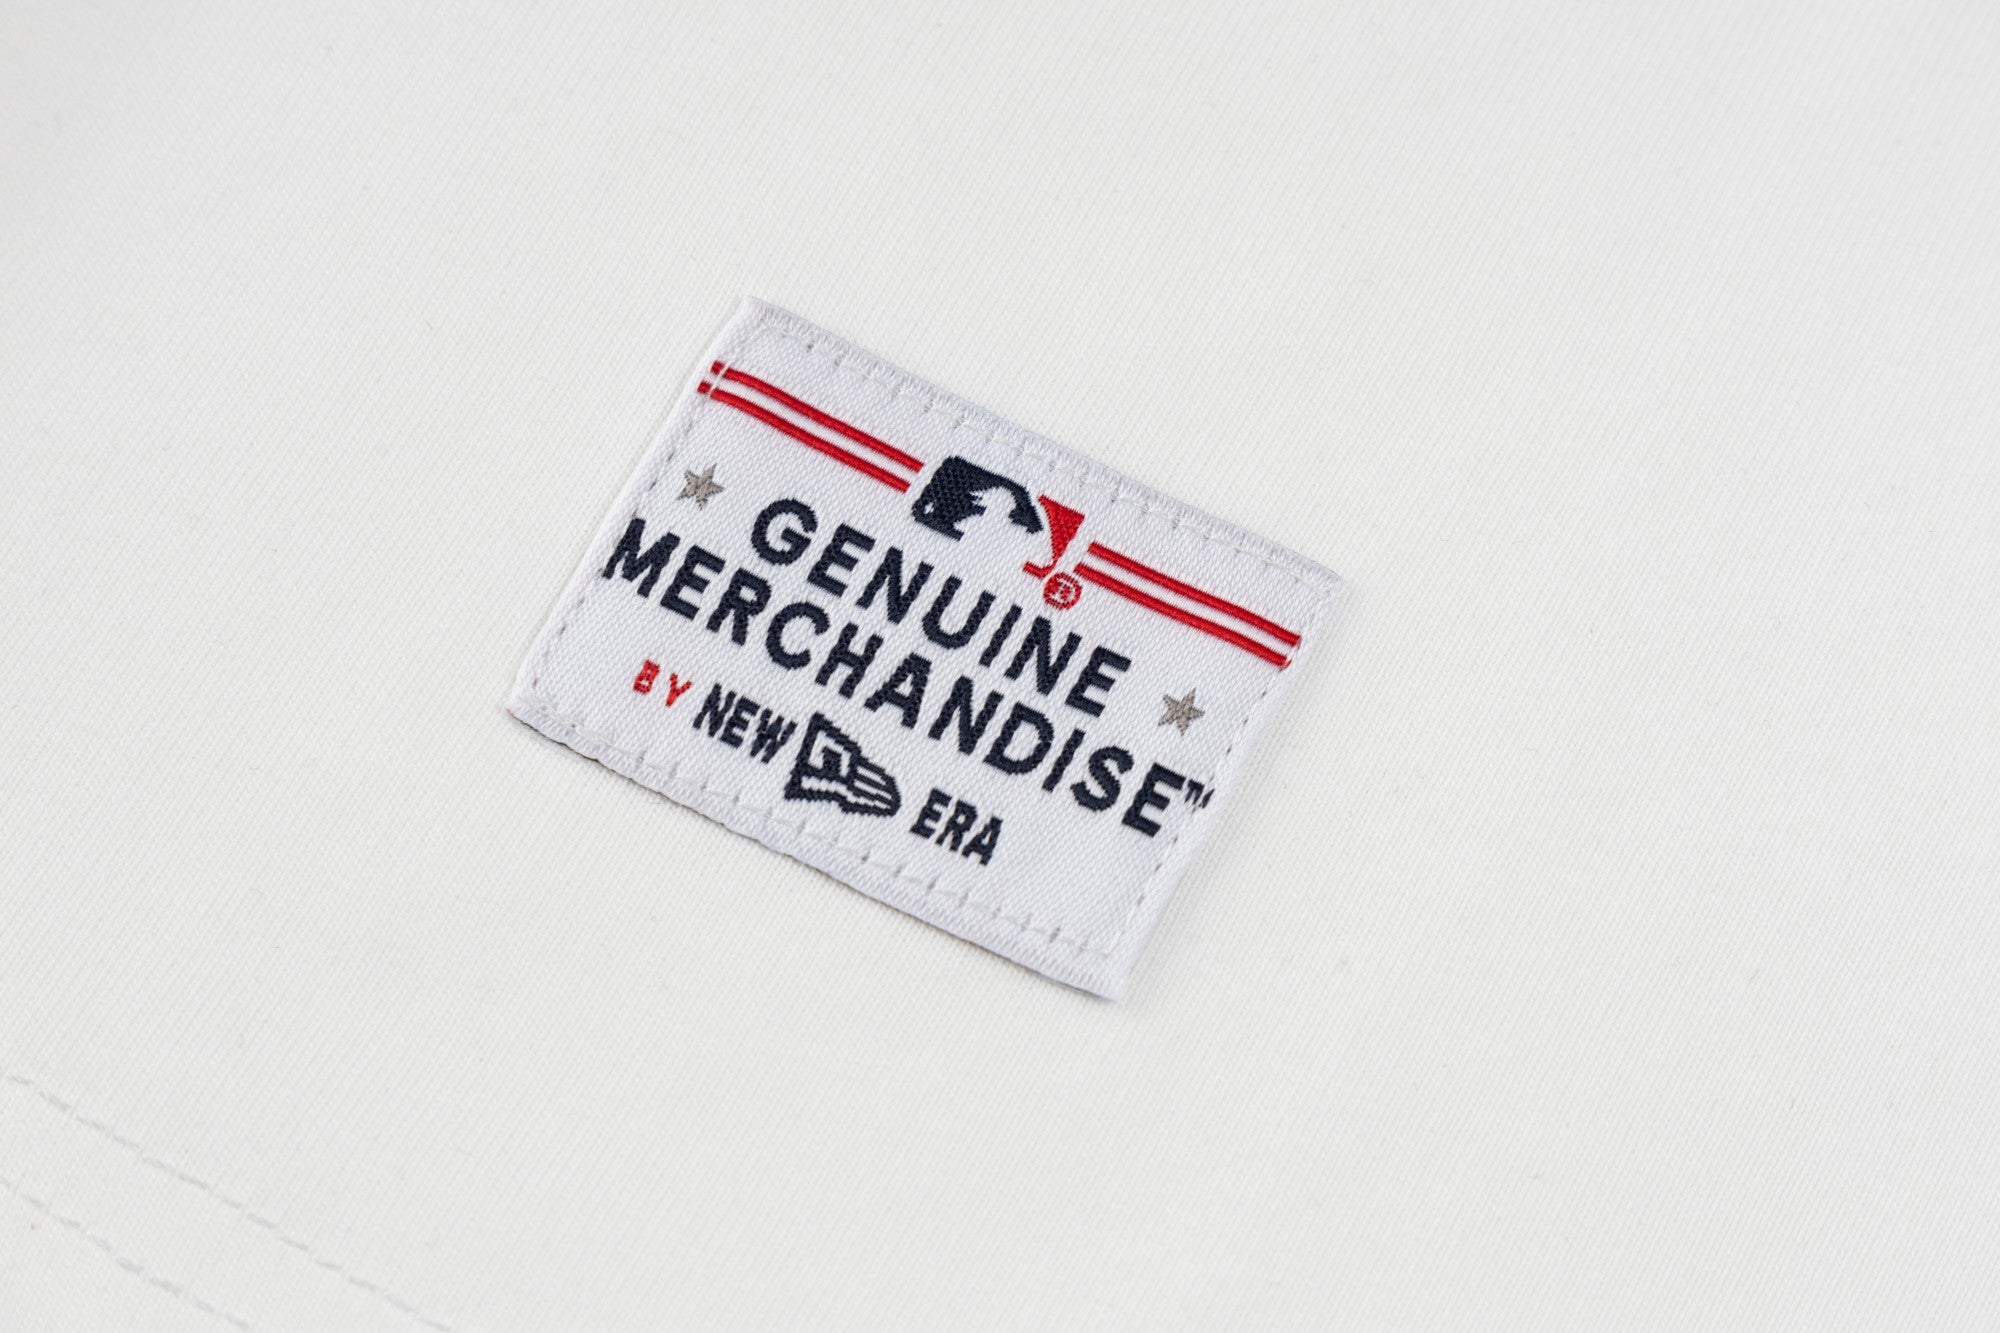 GENUINE
MERCHANDISE™
BY NEW ERA